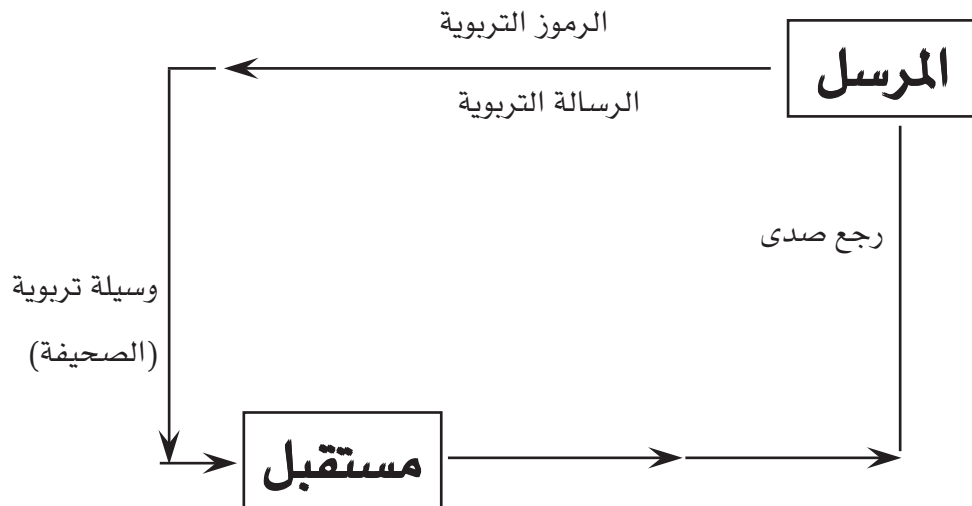 الرموز التربوية
المرسل
الرسالة التربوية
رجع صدى
وسيلة تربوية
(الصحيفة)
مستقبل